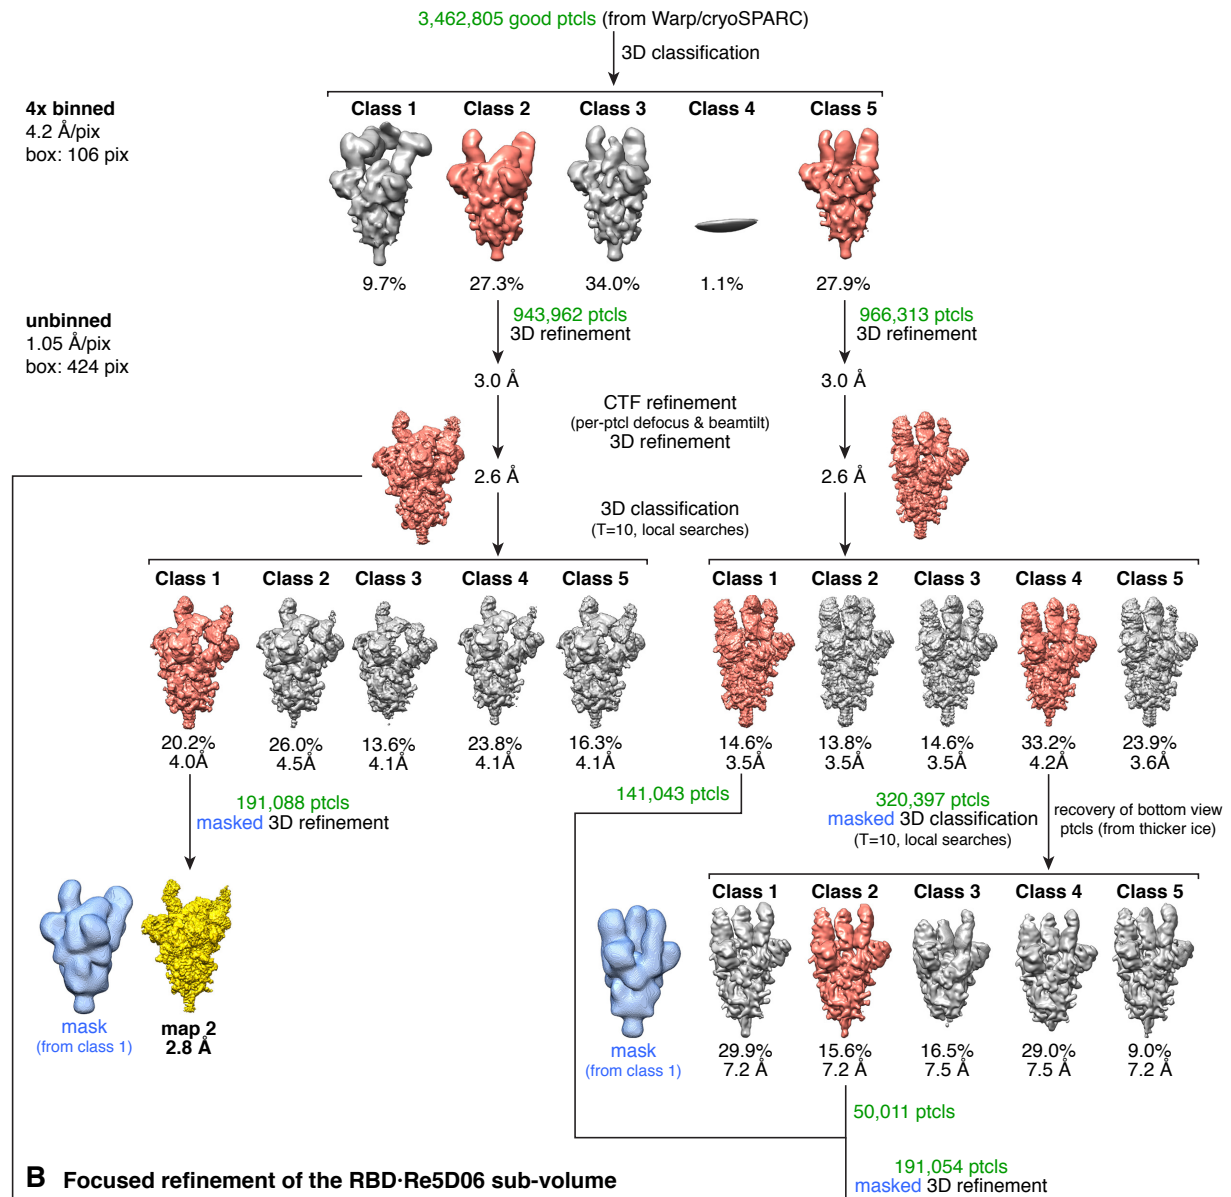 3,462,805 good ptcls (from Warp/cryoSPARC)
3D classification
4x binned
4.2 Å/pix
box: 106 pix
Class 1 Class 2 Class 3 Class 4 Class 5
9.7% 27.3% 34.0% 1.1% 27.9%
unbinned
1.05 Å/pix
box: 424 pix
943,962 ptcls
3D refinement
966,313 ptcls
3D refinement
3.0 Å 3.0 Å
CTF refinement
(per-ptcl defocus & beamtilt)
3D refinement
2.6 Å 2.6 Å
3D classification
(T=10, local searches)
Class 1 Class 2 Class 3 Class 4 Class 5
20.2% 26.0% 13.6% 23.8% 16.3%
4.0Å 4.5Å 4.1Å 4.1Å 4.1Å
Class 1 Class 2 Class 3 Class 4 Class 5
14.6% 13.8% 14.6% 33.2% 23.9%
3.5Å 3.5Å 3.5Å 4.2Å 3.6Å
191,088 ptcls
masked 3D refinement
mask
(from class 1)
map 2
2.8 Å
141,043 ptcls
320,397 ptcls
masked 3D classification
(T=10, local searches)
recovery of bottom view
ptcls (from thicker ice)
Class 1 Class 2 Class 3 Class 4 Class 5
mask
(from class 1)
29.9% 15.6% 16.5% 29.0% 9.0%
7.2 Å 7.2 Å 7.5 Å 7.5 Å 7.2 Å
50,011 ptcls
191,054 ptcls
masked 3D refinement
B Focused refinement of the RBD·Re5D06 sub-volume